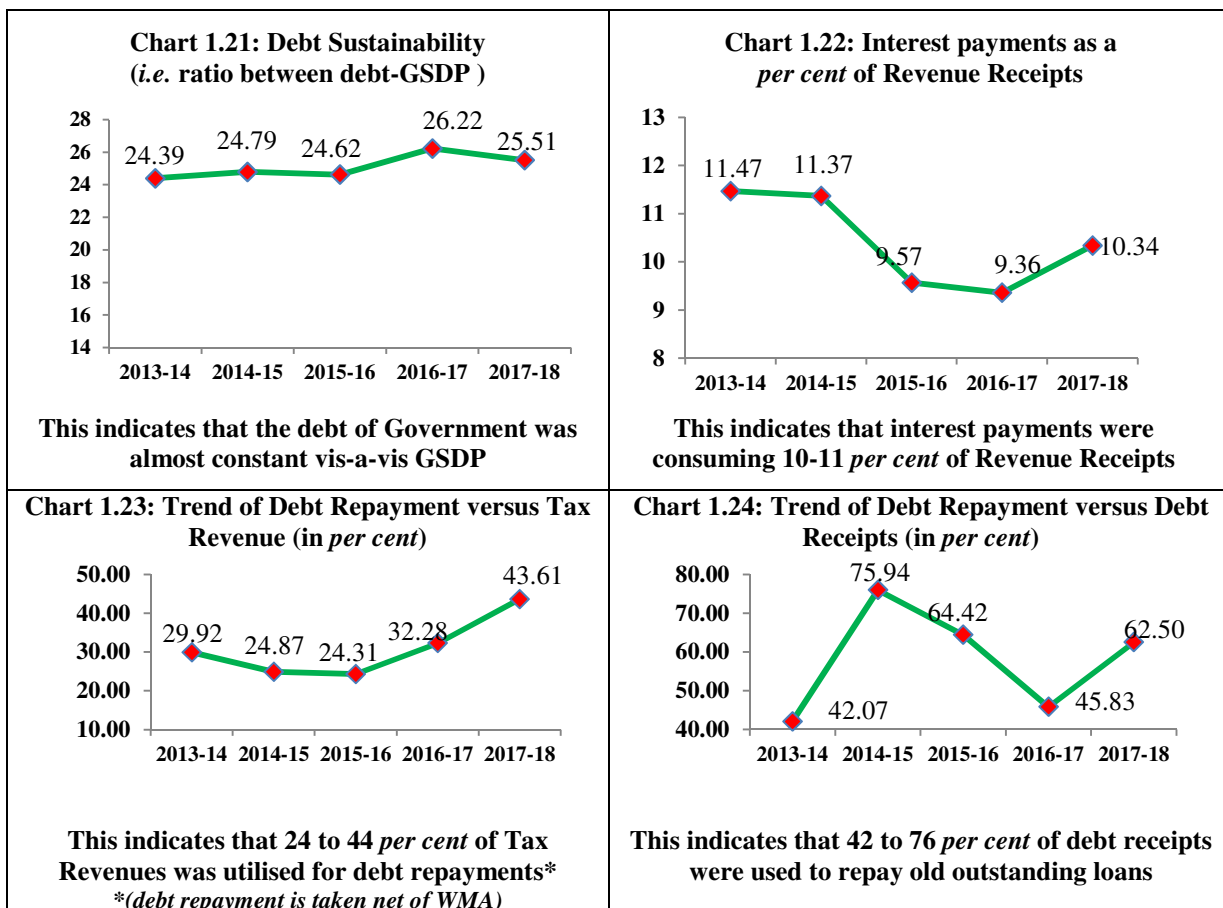 Chart 1.21: Debt Sustainability
(i.e. ratio between debt-GSDP )
28
26
24
22
20
18
16
14
24.39
24.79
24.62
26.22
25.51
2013-14 2014-15 2015-16 2016-17 2017-18
This indicates that the debt of Government was
almost constant vis-a-vis GSDP
Chart 1.22: Interest payments as a
per cent of Revenue Receipts
13
12
11
10
9
8
11.47
11.37
9.57
9.36
10.34
2013-14 2014-15 2015-16 2016-17 2017-18
This indicates that interest payments were
consuming 10-11 per cent of Revenue Receipts
Chart 1.23: Trend of Debt Repayment versus Tax
Revenue (in per cent)
50.00
40.00
30.00
20.00
10.00
29.92
24.87
24.31
32.28
43.61
2013-14 2014-15 2015-16 2016-17 2017-18
This indicates that 24 to 44 per cent of Tax
Revenues was utilised for debt repayments*
*(debt repayment is taken net of WMA)
Chart 1.24: Trend of Debt Repayment versus Debt
Receipts (in per cent)
80.00
70.00
60.00
50.00
40.00
42.07
75.94
64.42
45.83
62.50
2013-14 2014-15 2015-16 2016-17 2017-18
This indicates that 42 to 76 per cent of debt receipts
were used to repay old outstanding loans